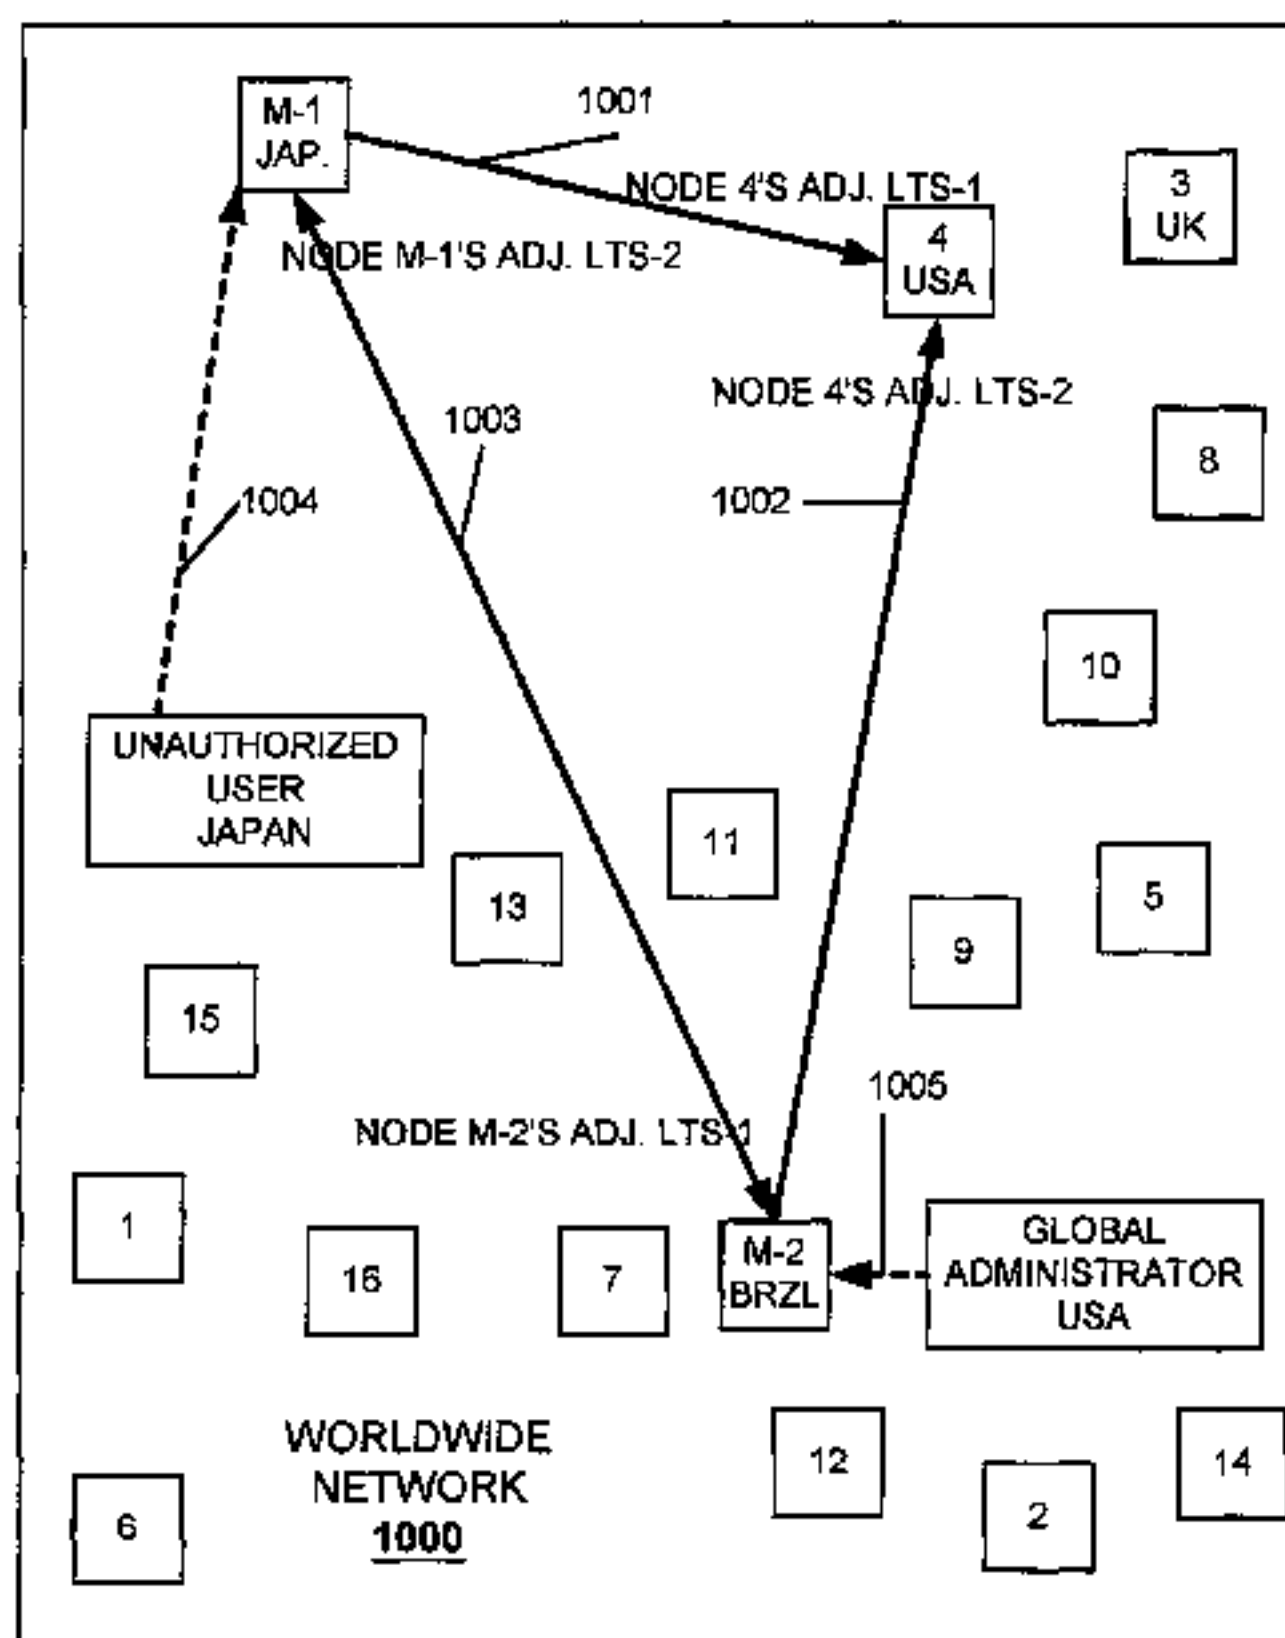 M-1
JAP.
1001
NODE 4'S ADJ. LTS-1
3
UK
4
USA
NODE M-1'S ADJ. LTS-2
NODE 4'S ADJ. LTS-2
1003
8
1004
1002
10
UNAUTHORIZED
USER
JAPAN
11
13
5
9
15
1005
NODE M-2'S ADJ. LTS-1
1
16
7
M-2
BRZL
GLOBAL
ADMINISTRATOR
USA
WORLDWIDE
NETWORK
1000
12
14
2
6